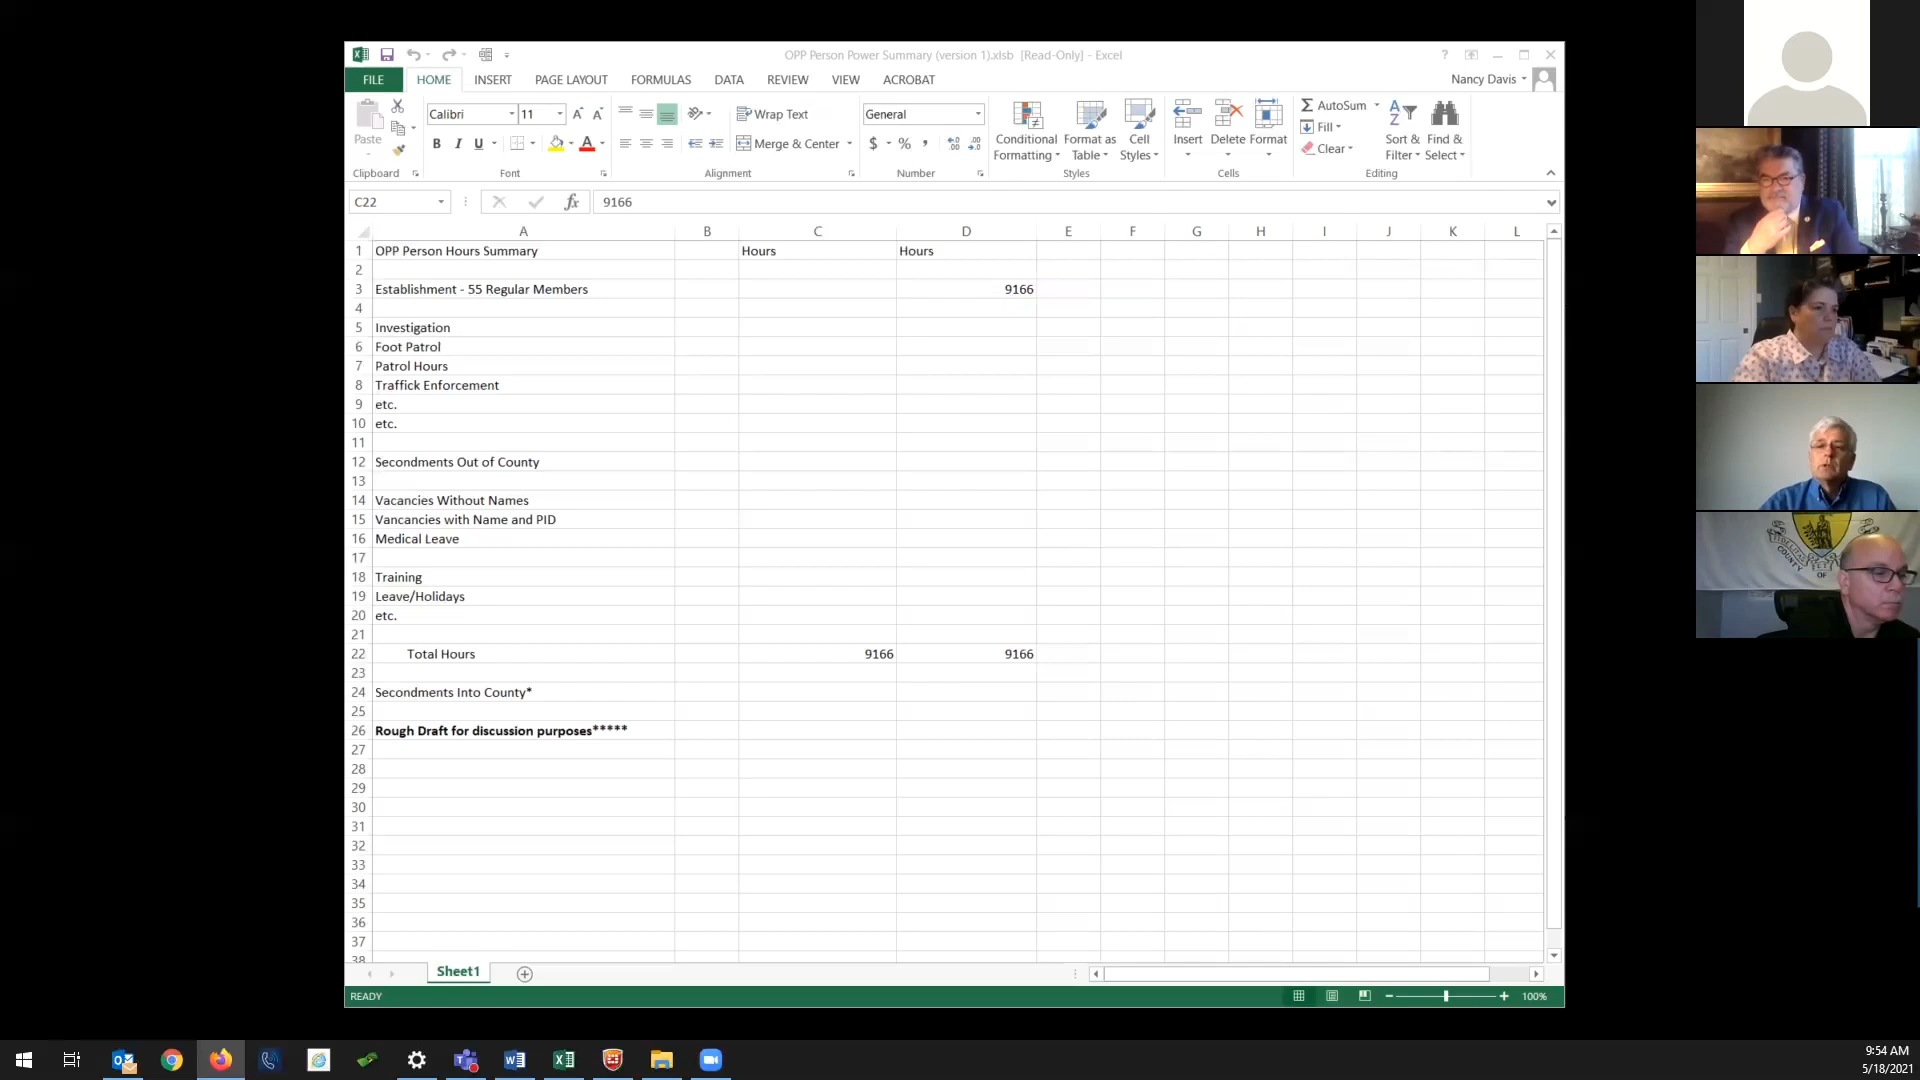 OPP Person Power Summary (version 1).xlsb [Read-Only] - Excel
?
FILE HOME INSERT PAGE LAYOUT FORMULAS DATA REVIEW VIEW ACROBAT Nancy Davis
Paste
Calibri 11 A A
B I U A
Wrap Text
Merge & Center
General
$ % ,
Conditional Formatting
Format as Table
Cell Styles
Insert Delete Format
AutoSum
Fill
Clear
Sort & Filter
Find & Select
Clipboard Font Alignment Number Styles Cells Editing
C22 fx 9166
A B C D E F G H I J K L
1 OPP Person Hours Summary Hours Hours
2
3 Establishment - 55 Regular Members 9166
4
5 Investigation
6 Foot Patrol
7 Patrol Hours
8 Traffick Enforcement
9 etc.
10 etc.
11
12 Secondments Out of County
13
14 Vacancies Without Names
15 Vancancies with Name and PID
16 Medical Leave
17
18 Training
19 Leave/Holidays
20 etc.
21
22 Total Hours 9166 9166
23
24 Secondments Into County*
25
26 Rough Draft for discussion purposes*****
27
28
29
30
31
32
33
34
35
36
37
38
Sheet1
READY 100%
COUNTY OF
9:54 AM
5/18/2021